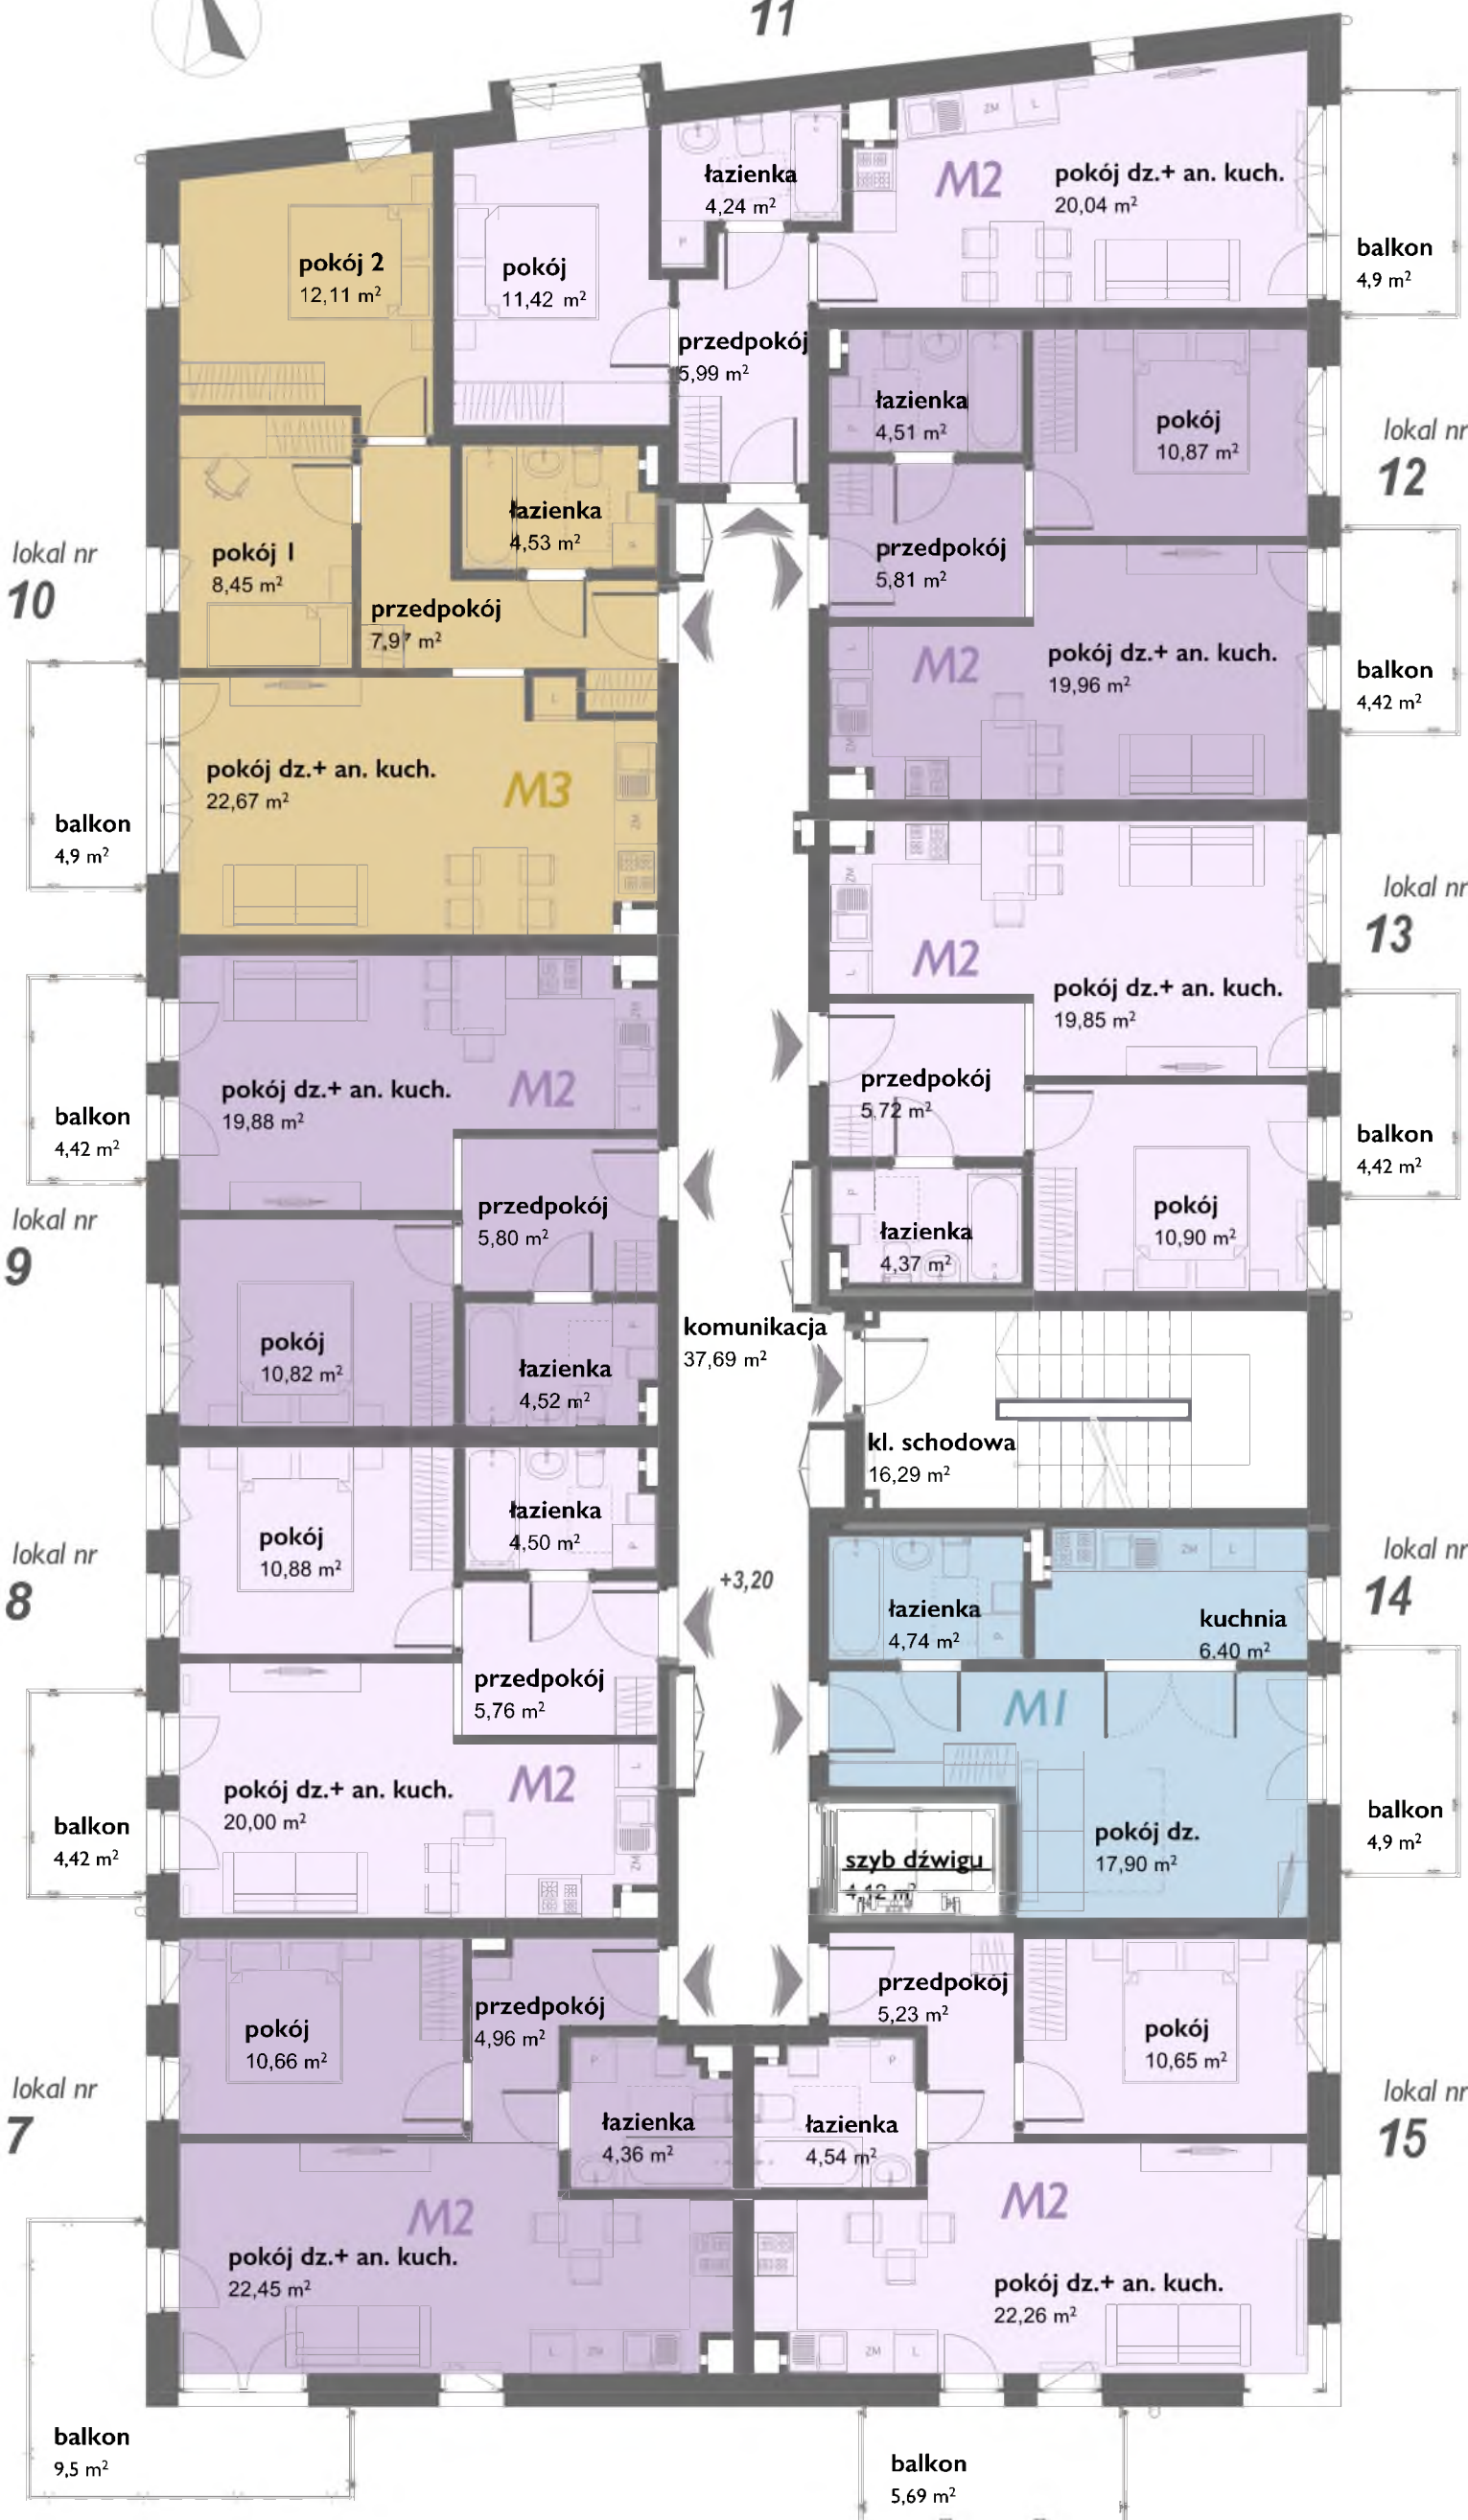 11
łazienka
4,24 m²
M2
pokój dz.+ an. kuch.
20,04 m²
balkon
4,9 m²
pokój 2
12,11 m²
pokój
11,42 m²
przedpokój
5,99 m²
ZM
L
P
łazienka
4,51 m²
pokój
10,87 m²
lokal nr
12
przedpokój
5,81 m²
M2
pokój dz.+ an. kuch.
19,96 m²
balkon
4,42 m²
lokal nr
10
pokój 1
8,45 m²
łazienka
4,53 m²
przedpokój
7,97 m²
pokój dz.+ an. kuch.
22,67 m²
M3
balkon
4,9 m²
lokal nr
13
M2
pokój dz.+ an. kuch.
19,85 m²
przedpokój
5,72 m²
balkon
4,42 m²
łazienka
4,37 m²
pokój
10,90 m²
balkon
4,42 m²
pokój dz.+ an. kuch.
19,88 m²
M2
lokal nr
9
przedpokój
5,80 m²
pokój
10,82 m²
łazienka
4,52 m²
komunikacja
37,69 m²
kl. schodowa
16,29 m²
lokal nr
8
pokój
10,88 m²
łazienka
4,50 m²
+3,20
przedpokój
5,76 m²
pokój dz.+ an. kuch.
20,00 m²
M2
balkon
4,42 m²
lokal nr
14
łazienka
4,74 m²
kuchnia
6.40 m²
ZM
L
M1
pokój dz.
17,90 m²
balkon
4,9 m²
szyb dźwigu
4,12 m²
lokal nr
7
pokój
10,66 m²
przedpokój
4,96 m²
łazienka
4,36 m²
M2
pokój dz.+ an. kuch.
22,45 m²
L
ZM
balkon
9,5 m²
przedpokój
5,23 m²
pokój
10,65 m²
lokal nr
15
łazienka
4,54 m²
M2
pokój dz.+ an. kuch.
22,26 m²
ZM
L
balkon
5,69 m²